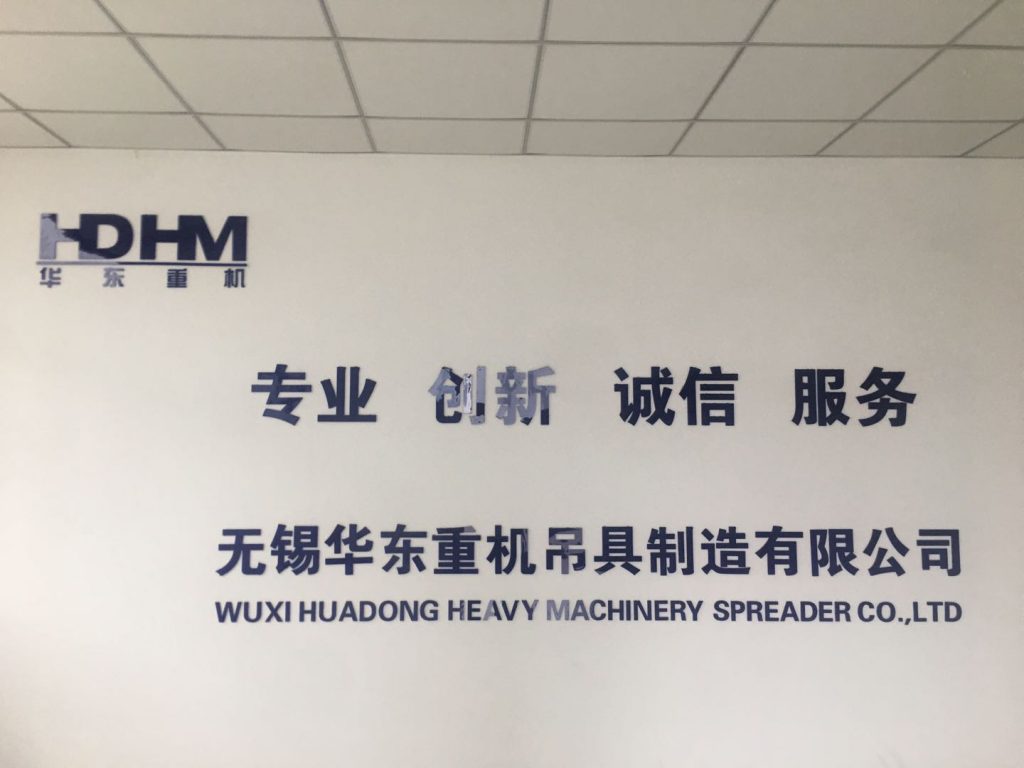 HDHM
华东重机
专业 创新 诚信 服务
无锡华东重机吊具制造有限公司
WUXI HUADONG HEAVY MACHINERY SPREADER CO.,LTD